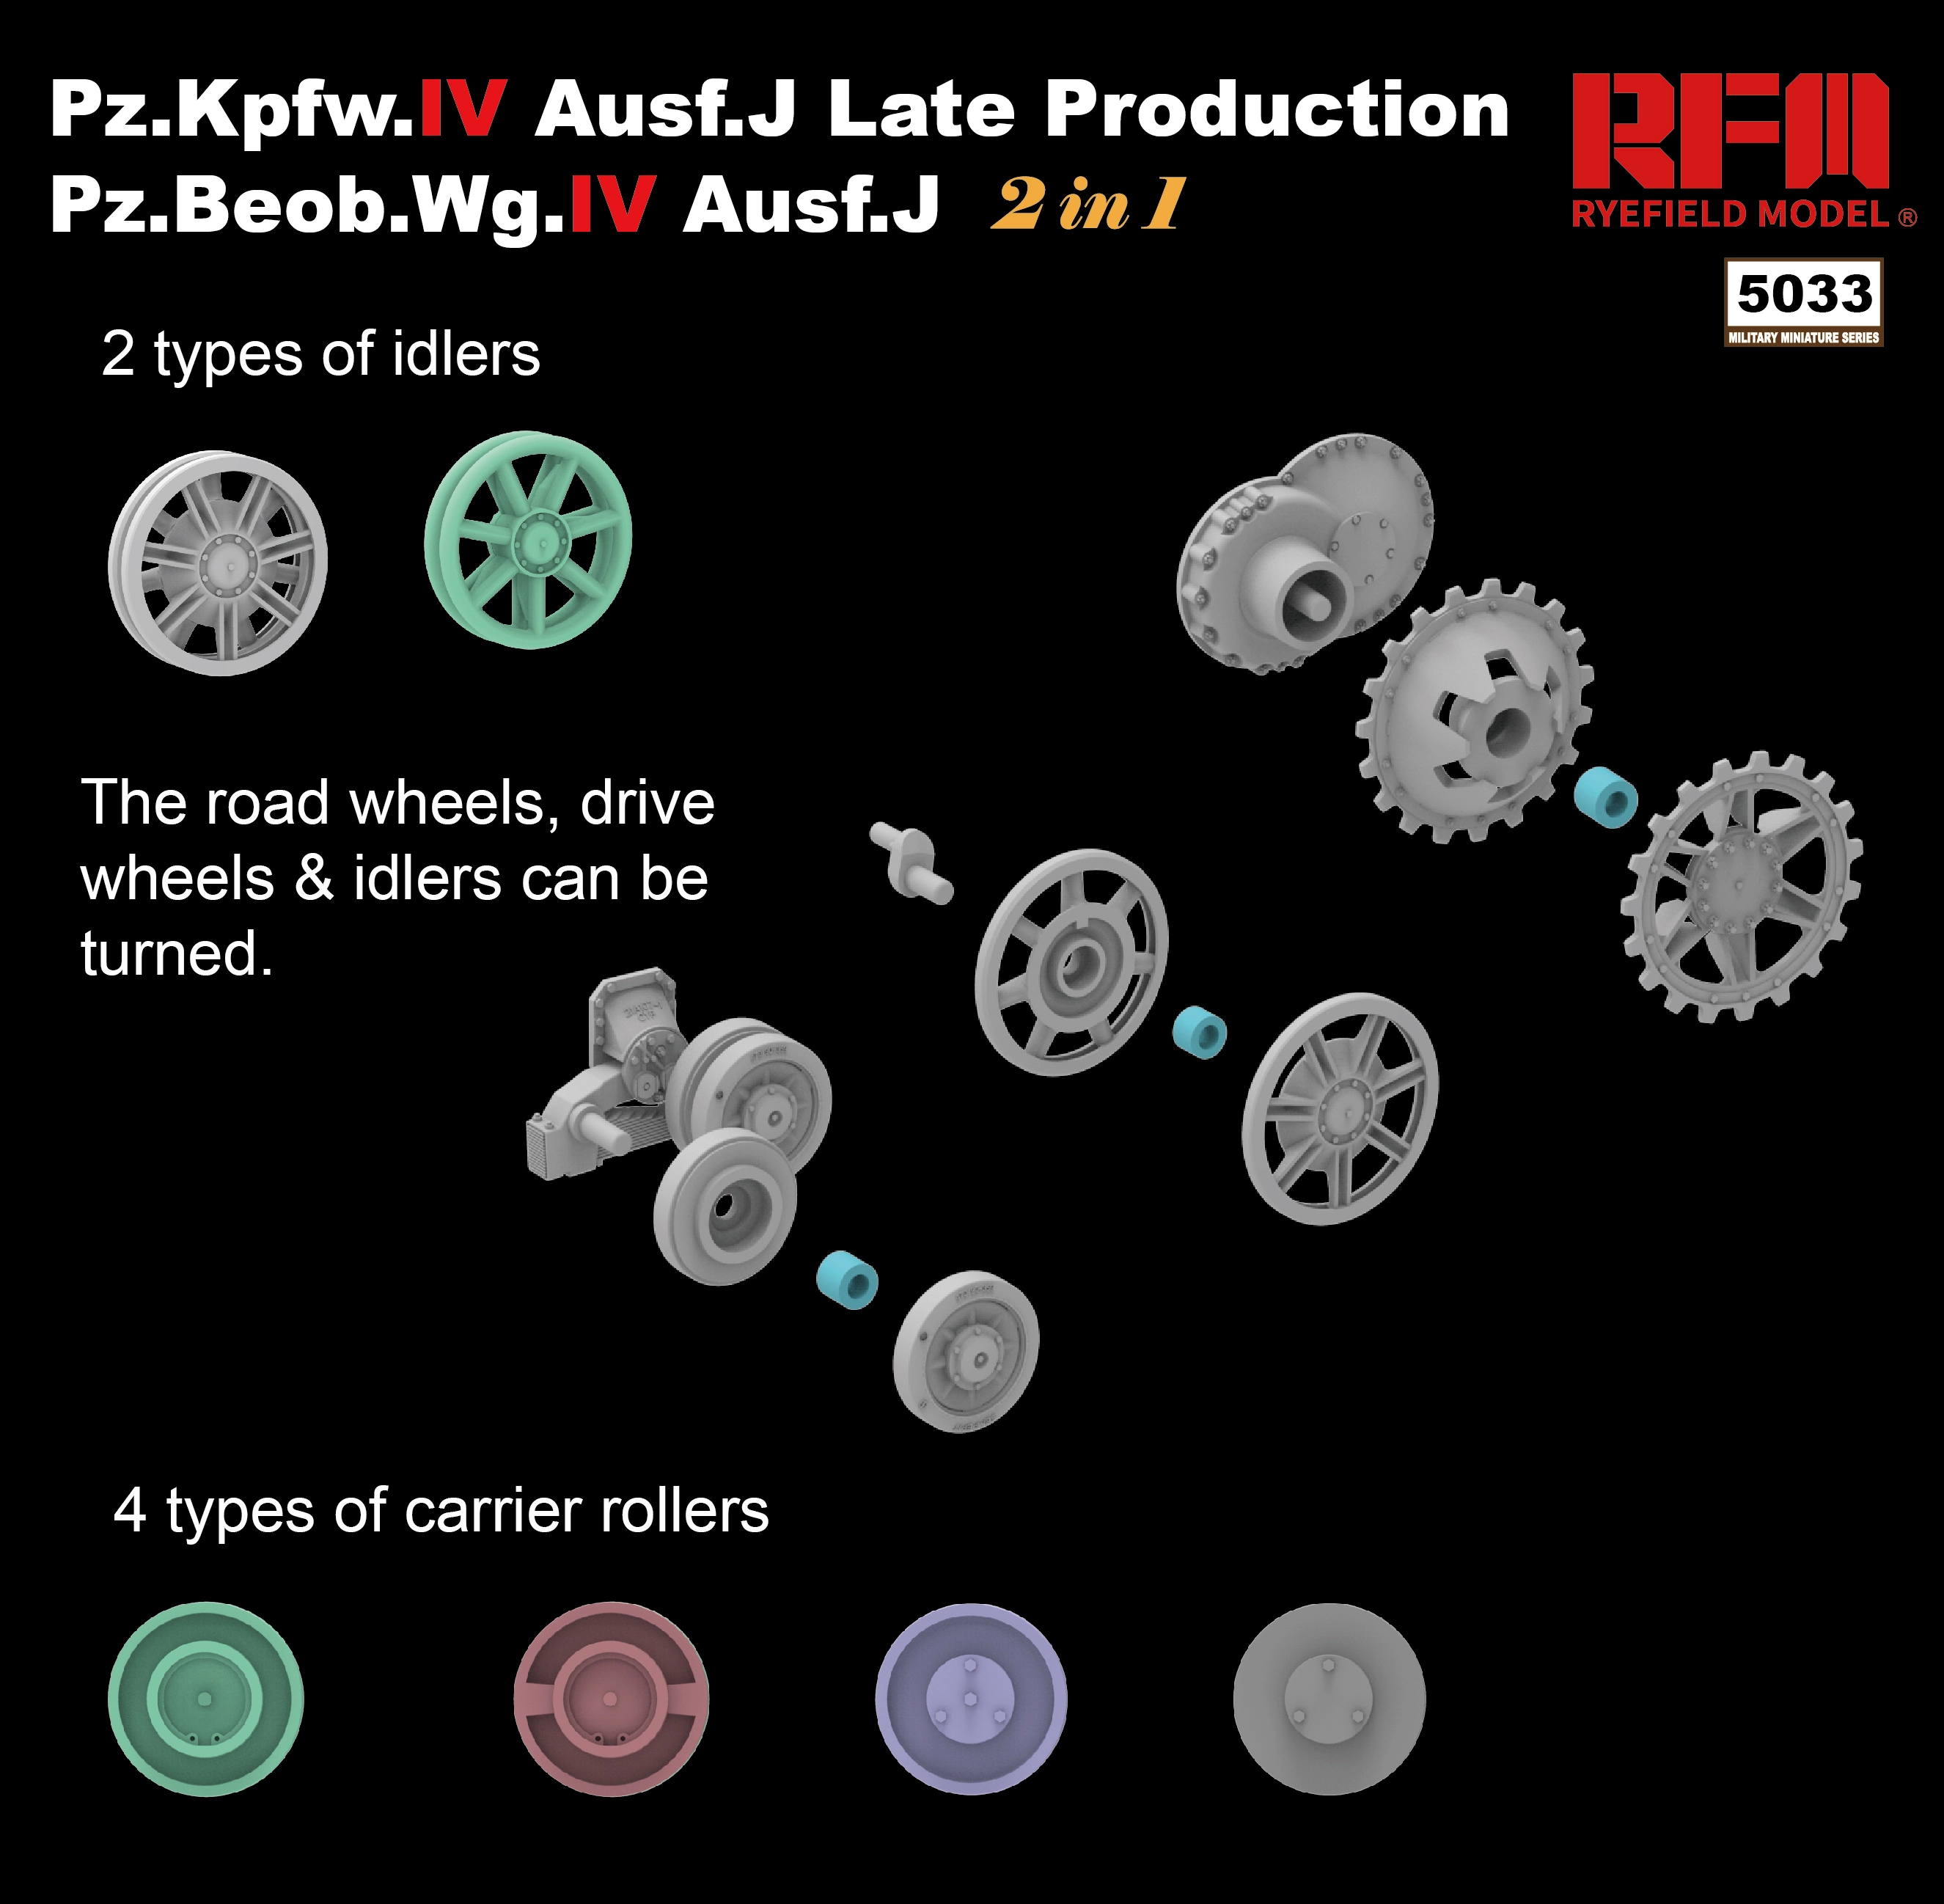 Pz.Kpfw.IV Ausf.J Late Production
Pz.Beob.Wg.IV Ausf.J 2 in 1
RFM
RYEFIELD MODEL ®
5033
MILITARY MINIATURE SERIES
2 types of idlers
The road wheels, drive
wheels & idlers can be
turned.
4 types of carrier rollers